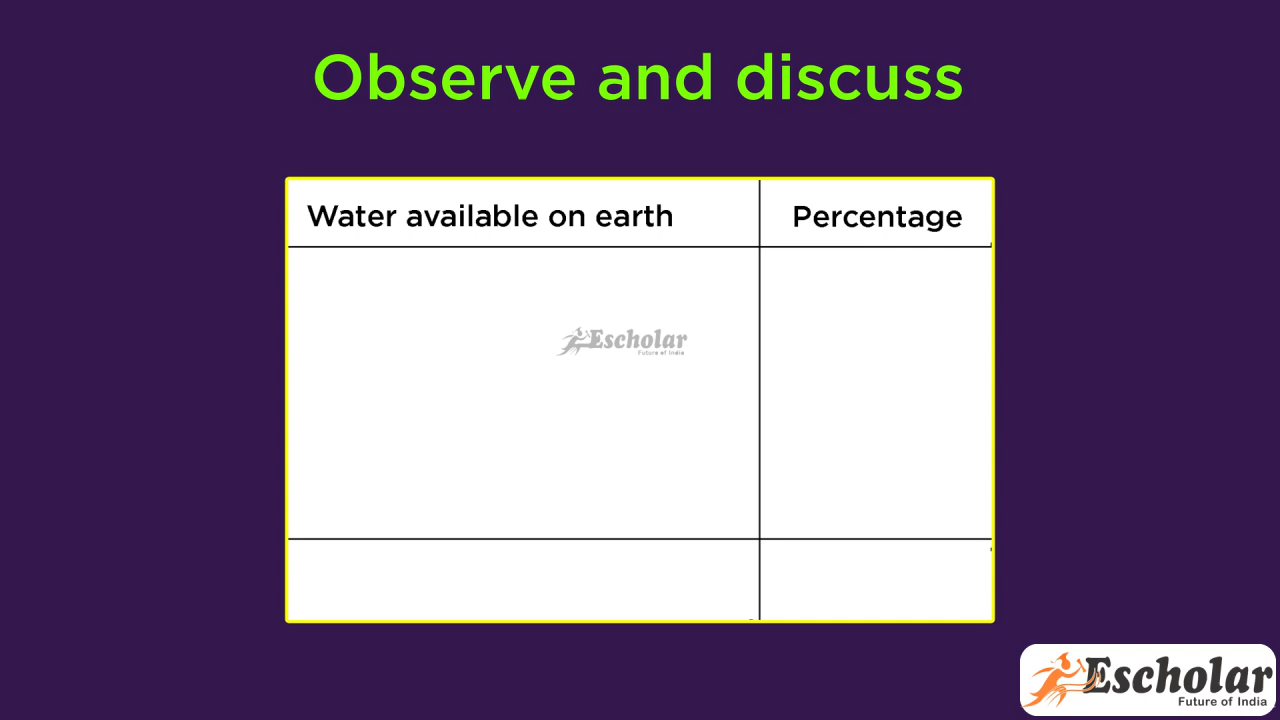 Observe and discuss
Water available on earth
Percentage
Escholar
Future of India
Escholar
Future of India